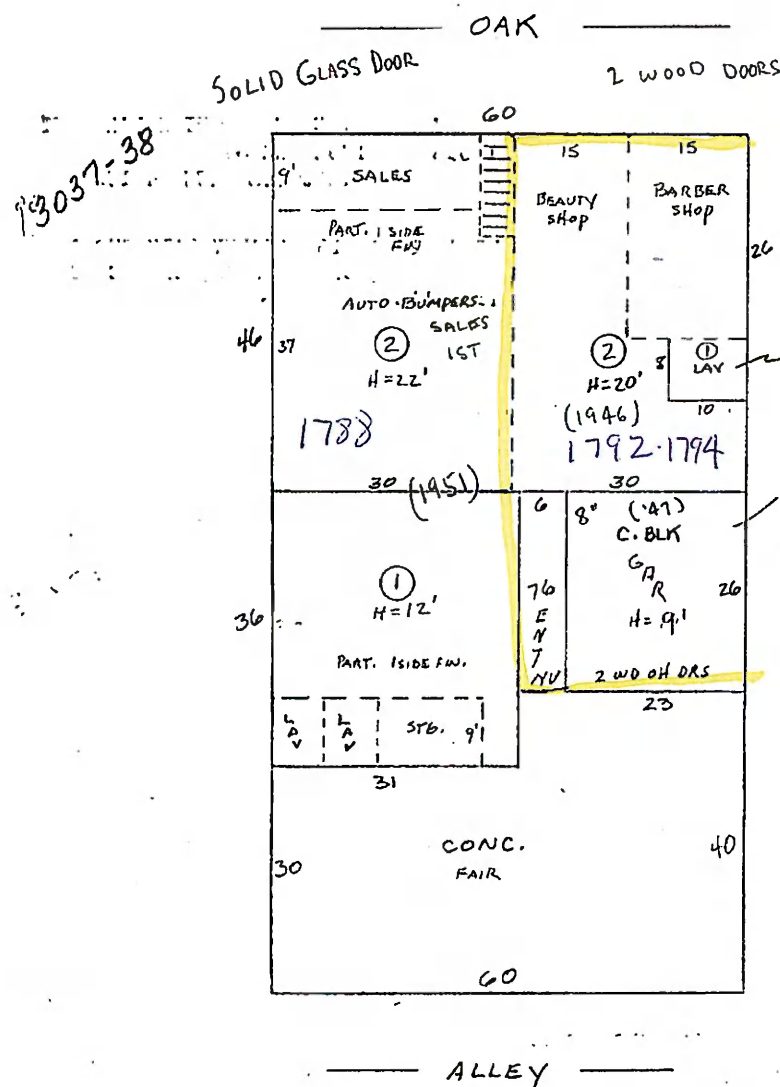 OAK
SOLID GLASS DOOR
2 WOOD DOORS
60
13037-38
9'
SALES
15
15
BEAUTY
SHOP
BARBER
SHOP
PART. 1 SIDE
FIN
26
AUTO BUMPERS
SALES
1ST
46
37
2
H=22'
2
H=20'
8
1
LAV
10
(1946)
1788
1792-1794
30
(1951)
30
6
8"
('47)
C. BLK
GAR
H=9'
26
1
H=12'
36
76
ENT
NV
PART. 1 SIDE FIN.
2 WD OH DRS
23
LAV
LAV
STG.
9'
31
CONC.
FAIR
30
40
60
ALLEY